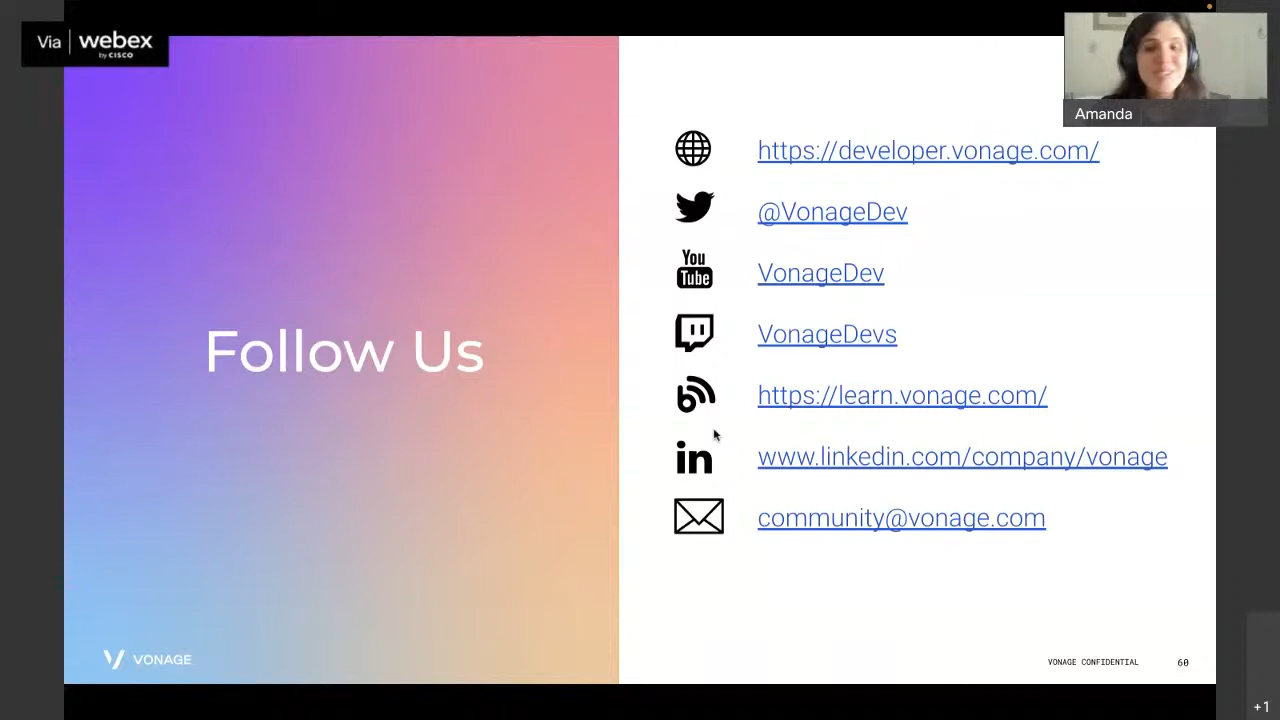 Via webex
by CISCO
Amanda
https://developer.vonage.com/
@VonageDev
You
Tube
VonageDev
VonageDevs
https://learn.vonage.com/
in
www.linkedin.com/company/vonage
community@vonage.com
Follow Us
VONAGE
VONAGE CONFIDENTIAL
60
+1